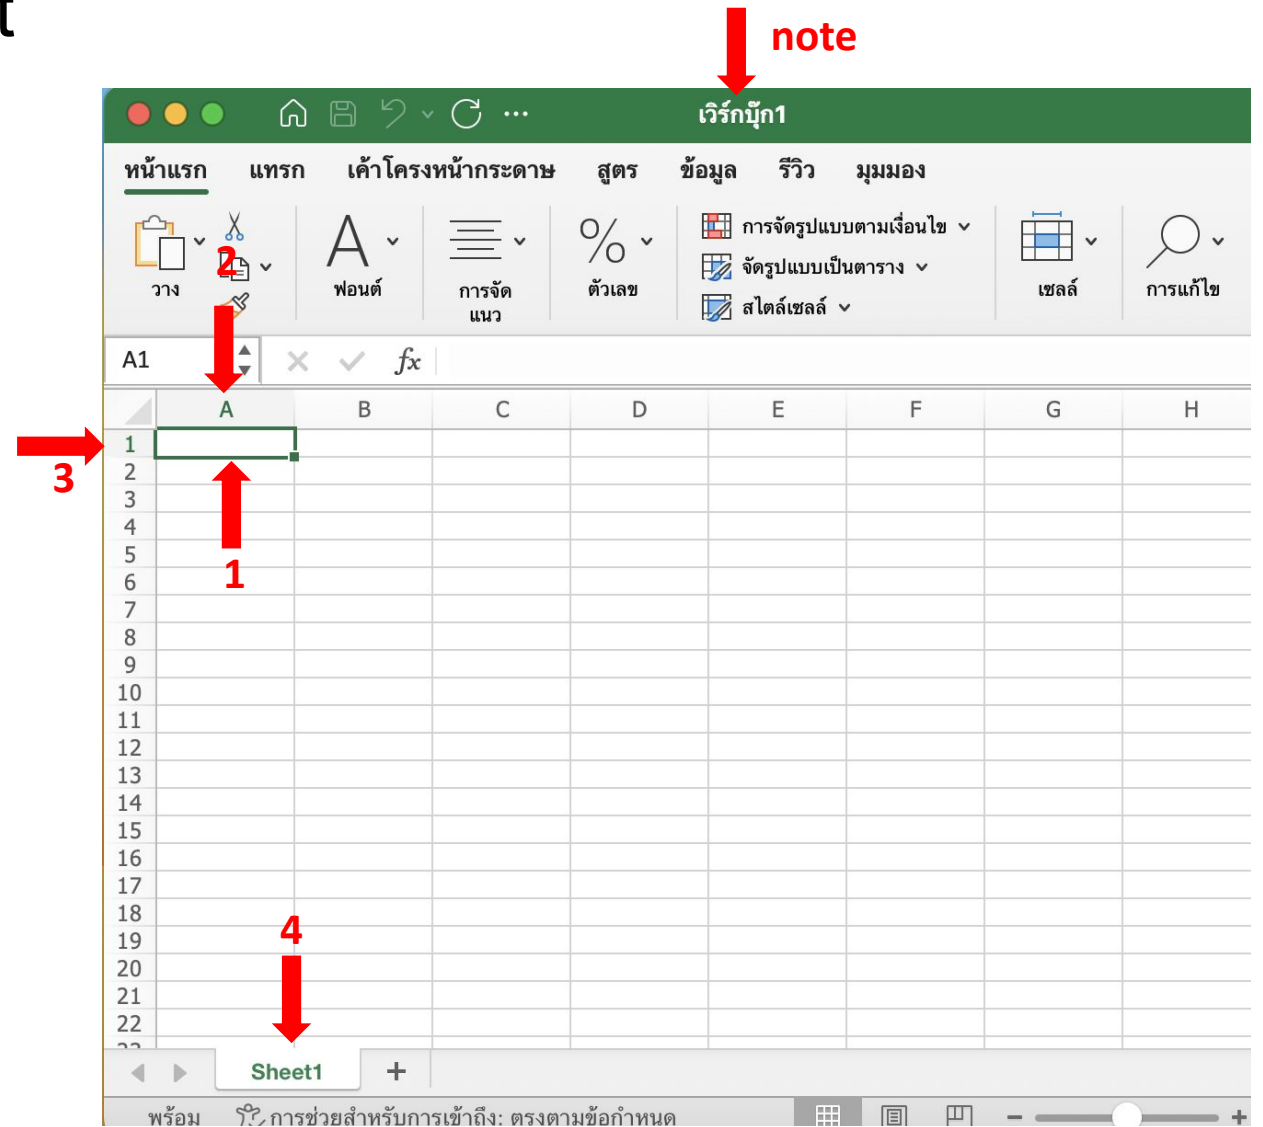 t
note
เวิร์กบุ๊ก1
หน้าแรก แทรก เค้าโครงหน้ากระดาษ สูตร ข้อมูล รีวิว มุมมอง
การจัดรูปแบบตามเงื่อนไข
2
จัดรูปแบบเป็นตาราง
วาง ฟอนต์ การจัดแนว ตัวเลข เซลล์ การแก้ไข
สไตล์เซลล์
A1 fx
A B C D E F G H
1
3
2
3
4
5
1
6
7
8
9
10
11
12
13
14
15
16
17
18
4
19
20
21
22
23
Sheet1 +
พร้อม การช่วยสำหรับการเข้าถึง: ตรงตามข้อกำหนด